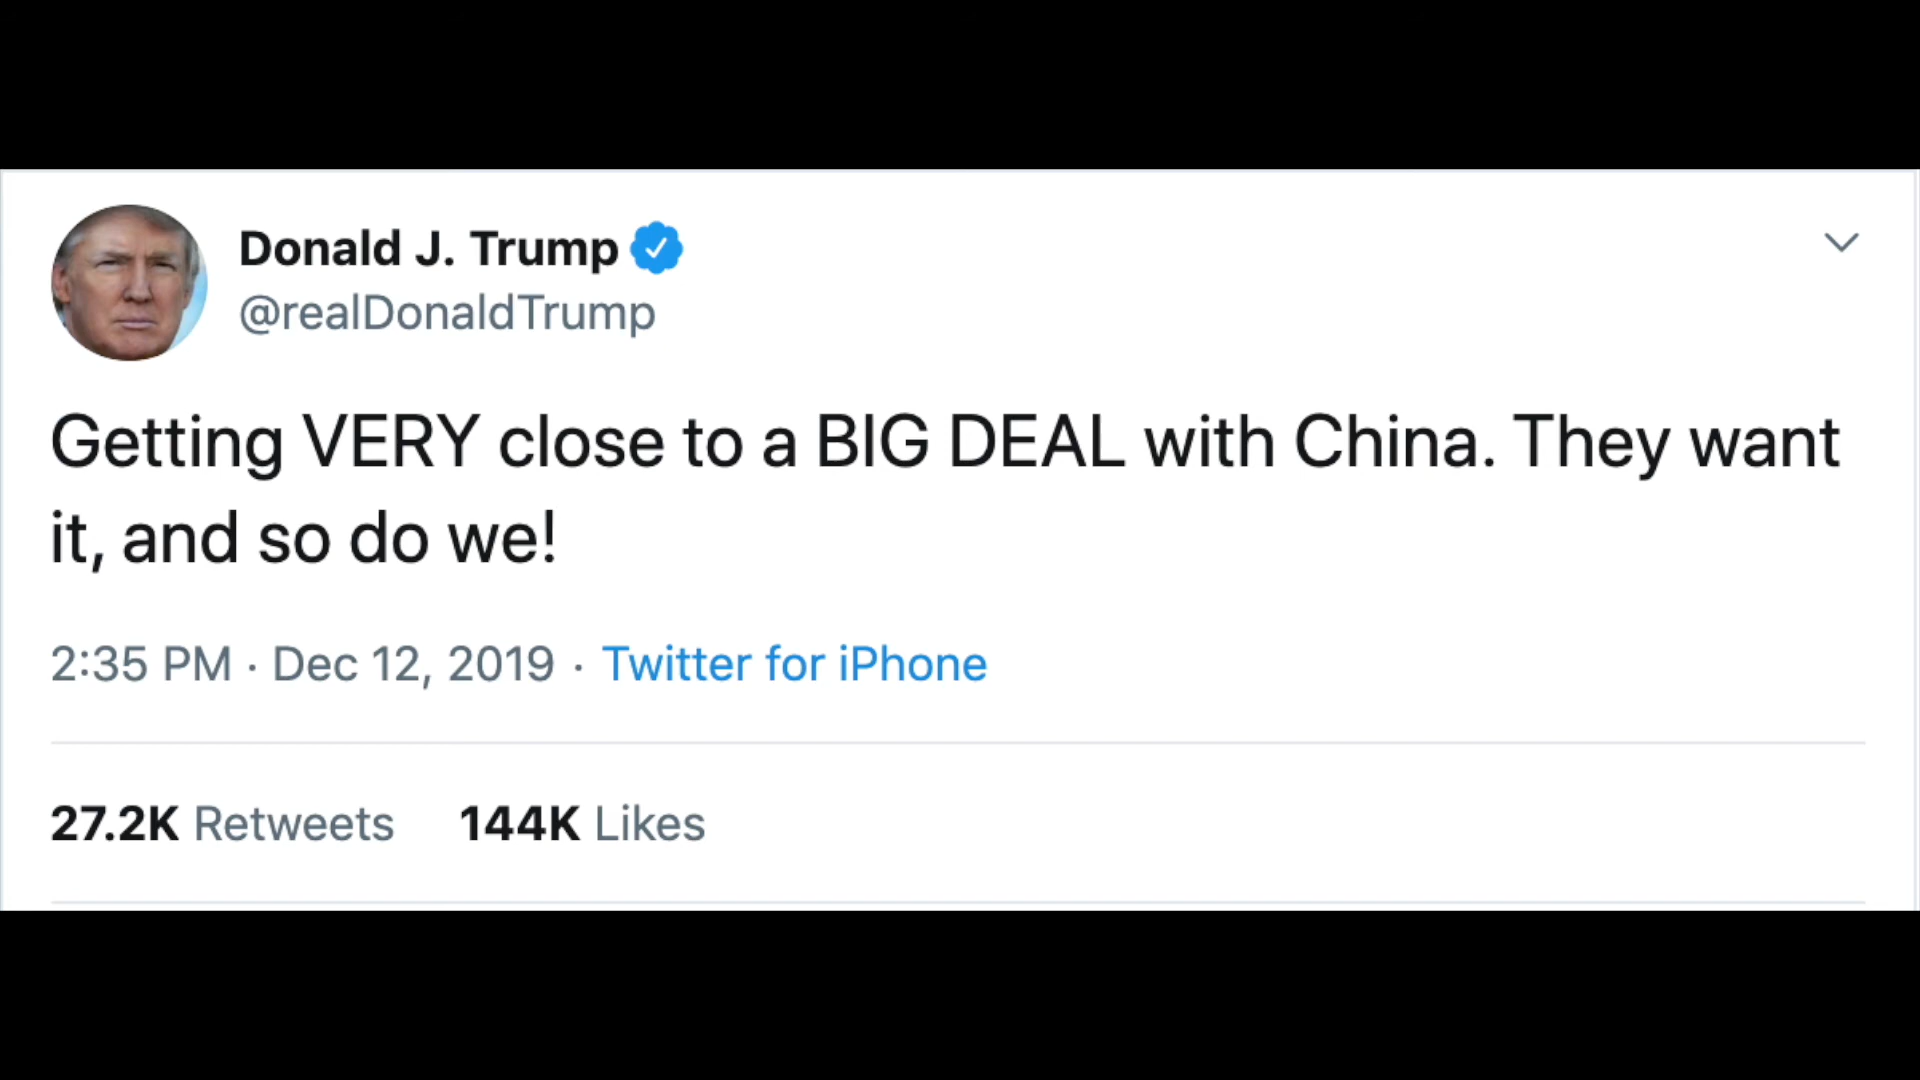 Donald J. Trump
@realDonaldTrump
Getting VERY close to a BIG DEAL with China. They want
it, and so do we!
2:35 PM · Dec 12, 2019 · Twitter for iPhone
27.2K Retweets 144K Likes